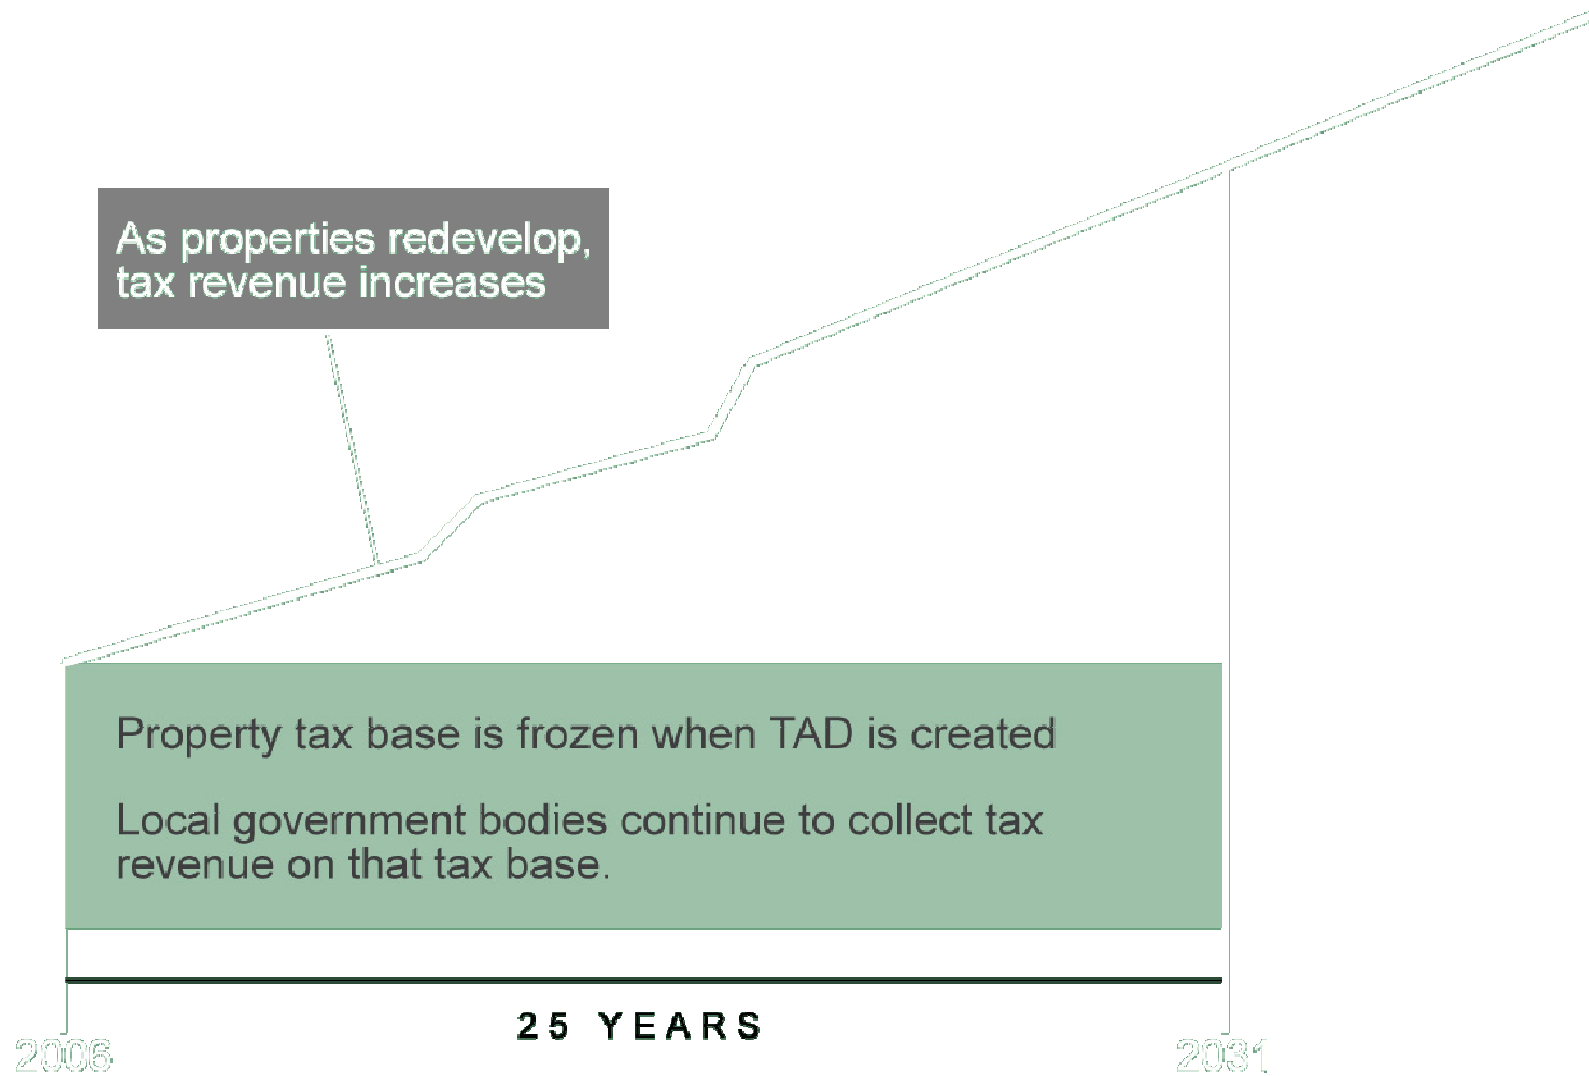 As properties redevelop,
tax revenue increases
Property tax base is frozen when TAD is created
Local government bodies continue to collect tax
revenue on that tax base.
25 YEARS
2006 2031